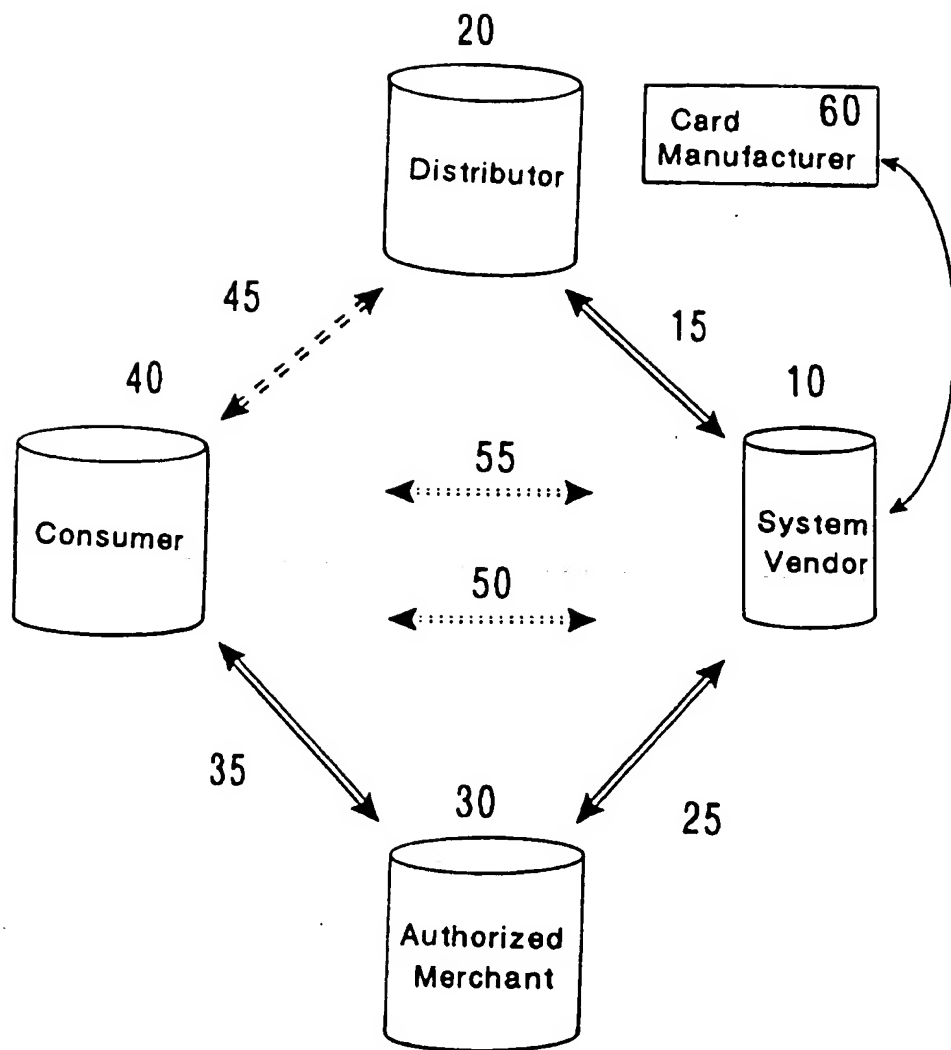 20
Distributor
Card 60
Manufacturer
45
15
40
10
55
Consumer
System
Vendor
50
35
30
25
Authorized
Merchant